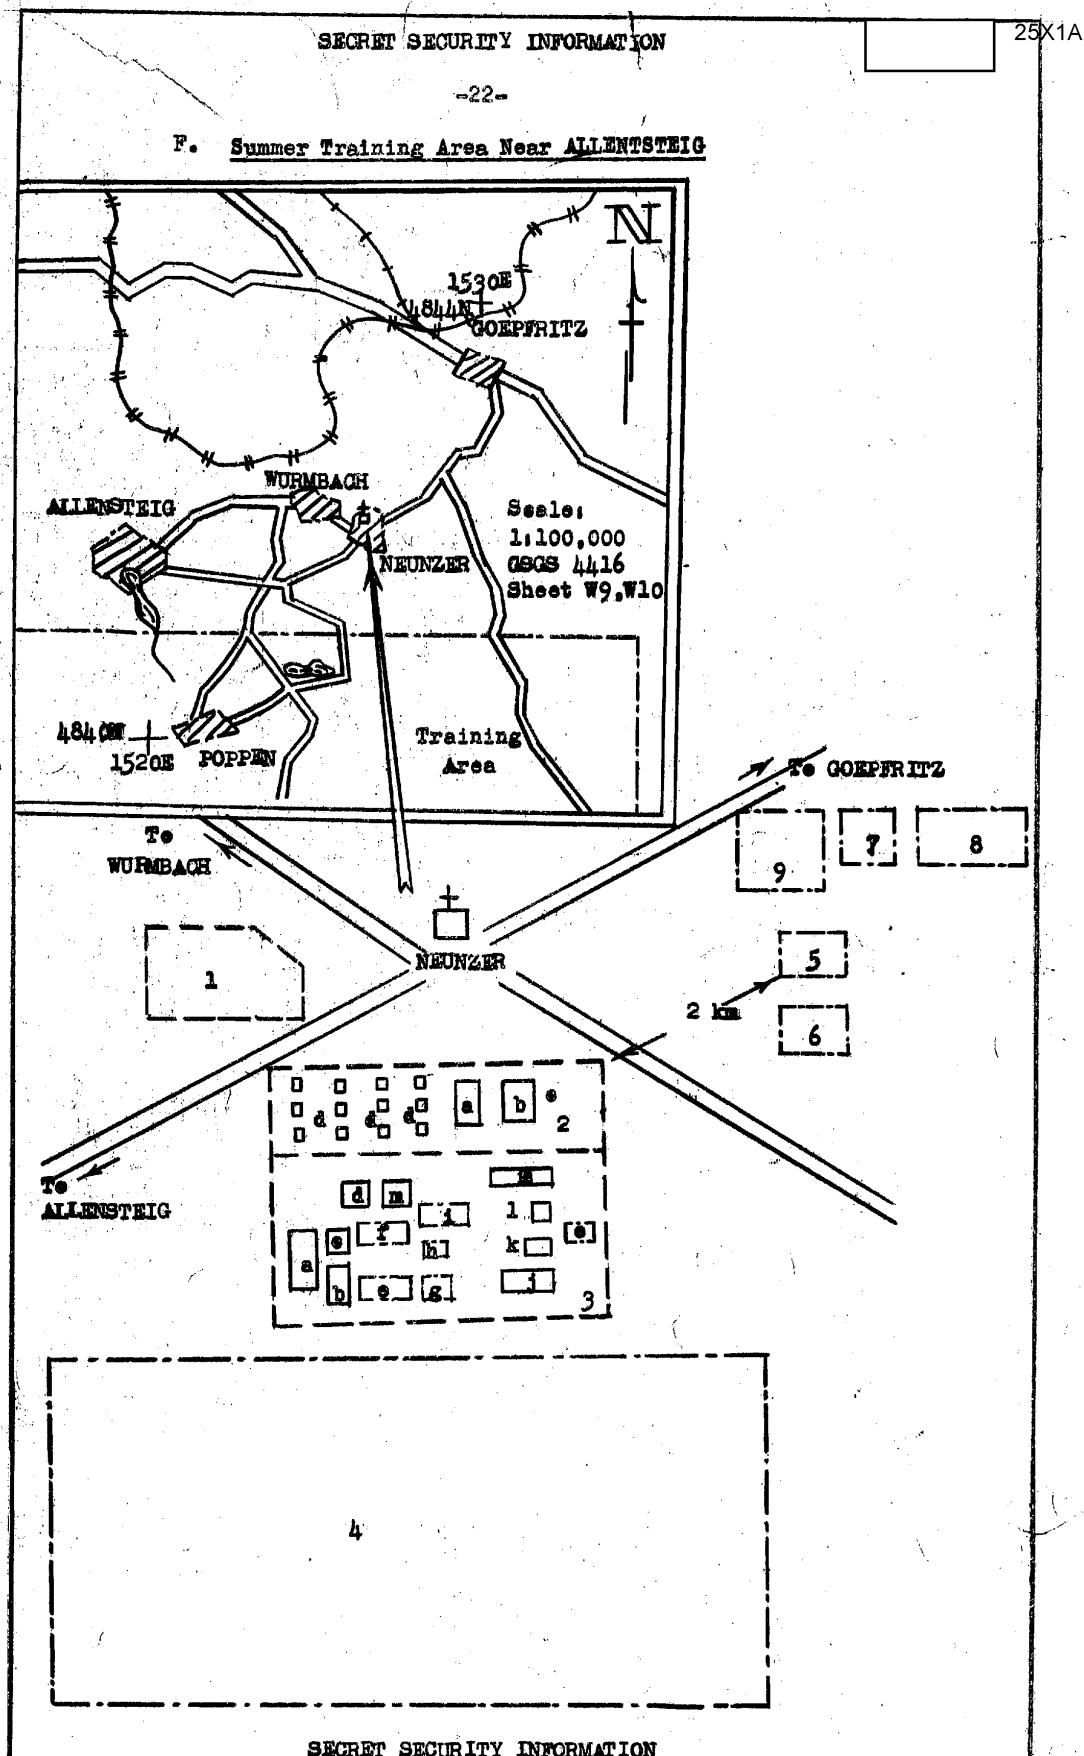 SECRET SECURITY INFORMATION
25X1A
-22-
F. Summer Training Area Near ALLENTSTEIG
N
1530E
4844N
GOEPFRITZ
WURMBACH
ALLENSTEIG
Scale:
1:100,000
GSGS 4416
Sheet W9,W10
NEUNZER
1520E
POPPEN
Training
Area
To GOEPFRITZ
To
WURMBACH
9
7
8
NEUNZER
1
5
2 km
6
d
d
d
a
b
2
To
ALLENSTEIG
d
m
i
l
f
h
k
a
b
e
g
j
3
4
SECRET SECURITY INFORMATION